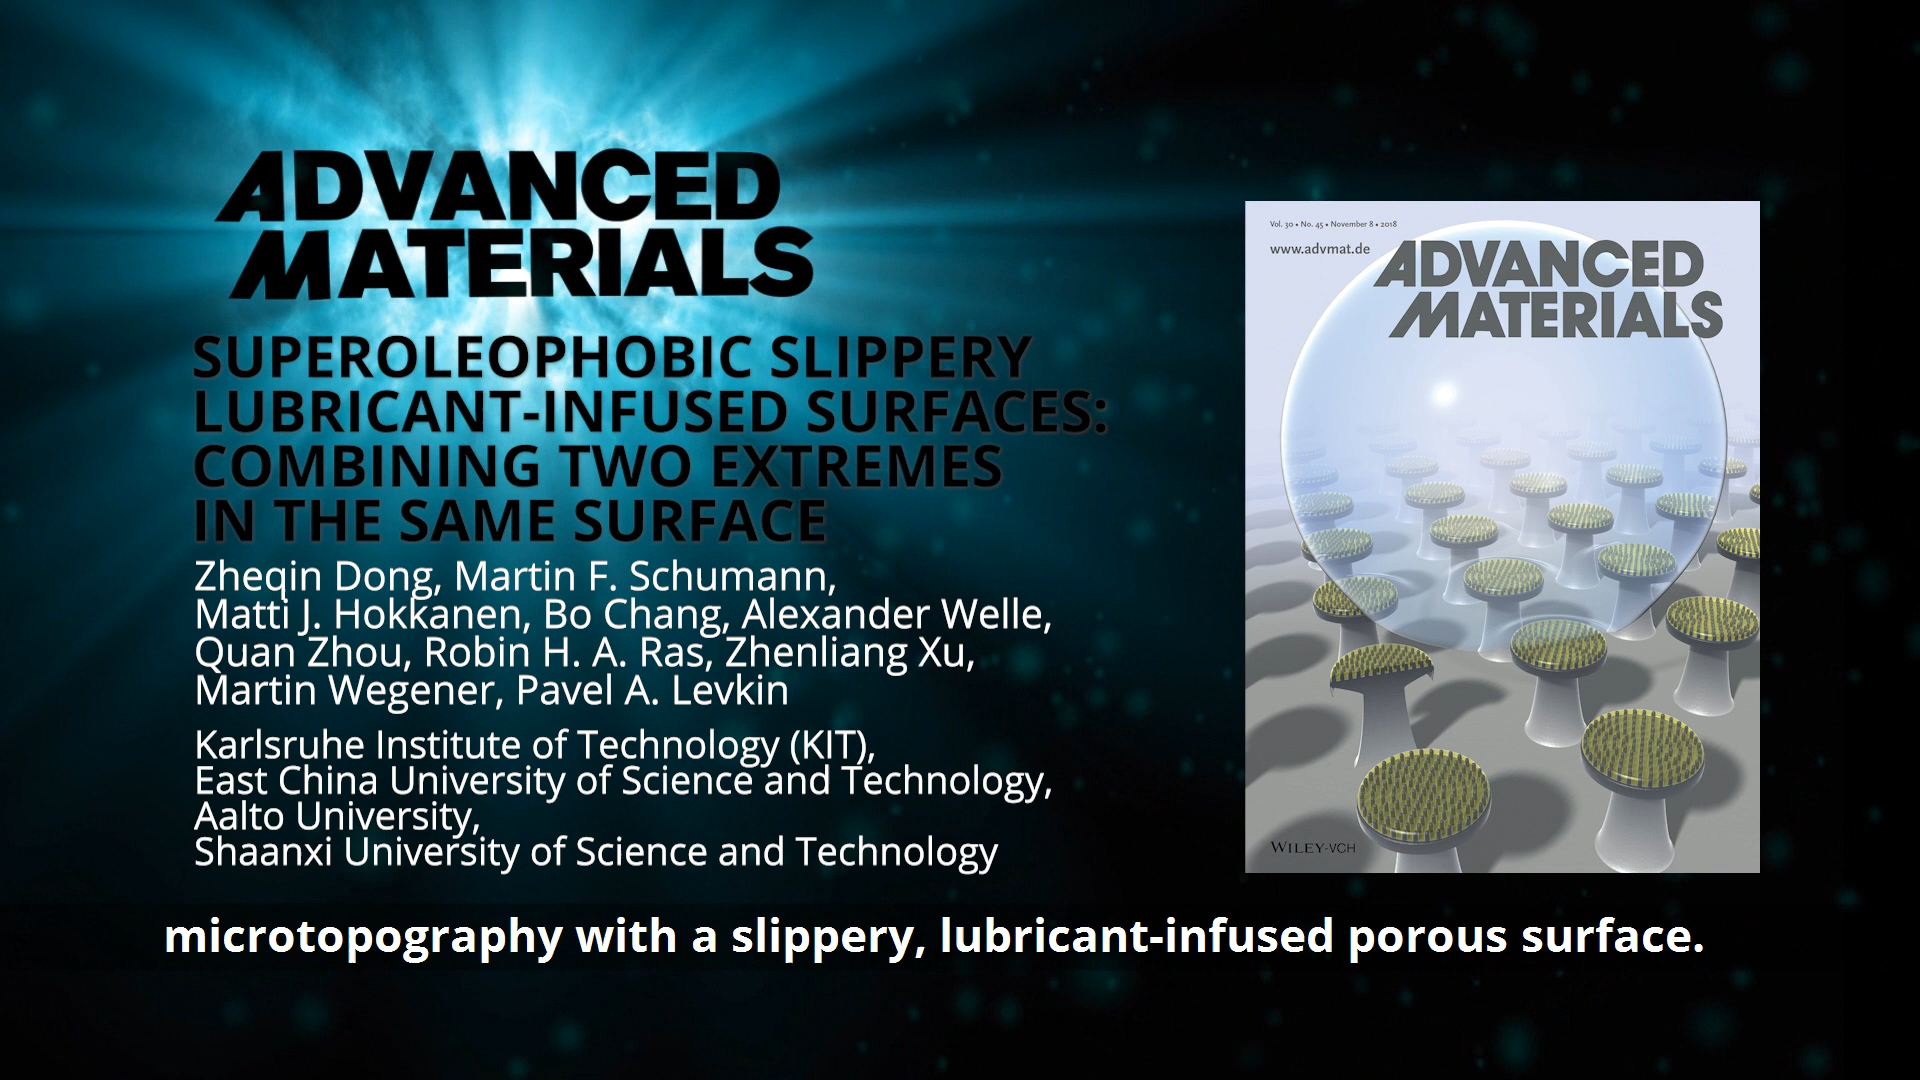 ADVANCED
MATERIALS
SUPEROLEOPHOBIC SLIPPERY
LUBRICANT-INFUSED SURFACES:
COMBINING TWO EXTREMES
IN THE SAME SURFACE
Zheqin Dong, Martin F. Schumann,
Matti J. Hokkanen, Bo Chang, Alexander Welle,
Quan Zhou, Robin H. A. Ras, Zhenliang Xu,
Martin Wegener, Pavel A. Levkin
Karlsruhe Institute of Technology (KIT),
East China University of Science and Technology,
Aalto University,
Shaanxi University of Science and Technology
Vol. 30 • No. 45 • November 8 • 2018
www.advmat.de
ADVANCED
MATERIALS
WILEY-VCH
microtopography with a slippery, lubricant-infused porous surface.